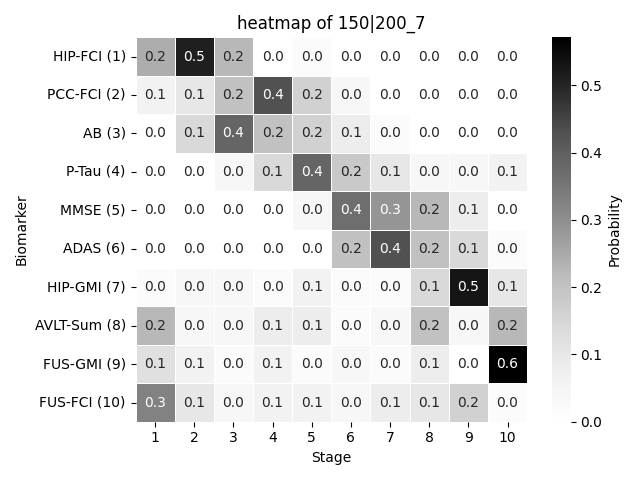 heatmap of 150|200_7
HIP-FCI (1) 0.2 0.5 0.2 0.0 0.0 0.0 0.0 0.0 0.0 0.0
PCC-FCI (2) 0.1 0.1 0.2 0.4 0.2 0.0 0.0 0.0 0.0 0.0
AB (3) 0.0 0.1 0.4 0.2 0.2 0.1 0.0 0.0 0.0 0.0
P-Tau (4) 0.0 0.0 0.0 0.1 0.4 0.2 0.1 0.0 0.0 0.1
MMSE (5) 0.0 0.0 0.0 0.0 0.0 0.4 0.3 0.2 0.1 0.0
ADAS (6) 0.0 0.0 0.0 0.0 0.0 0.2 0.4 0.2 0.1 0.0
HIP-GMI (7) 0.0 0.0 0.0 0.0 0.1 0.0 0.0 0.1 0.5 0.1
AVLT-Sum (8) 0.2 0.0 0.0 0.1 0.1 0.0 0.0 0.2 0.0 0.2
FUS-GMI (9) 0.1 0.1 0.0 0.1 0.0 0.0 0.0 0.1 0.0 0.6
FUS-FCI (10) 0.3 0.1 0.0 0.1 0.1 0.0 0.1 0.1 0.2 0.0
1 2 3 4 5 6 7 8 9 10
Stage
Biomarker
0.5
0.4
0.3
0.2
0.1
0.0
Probability